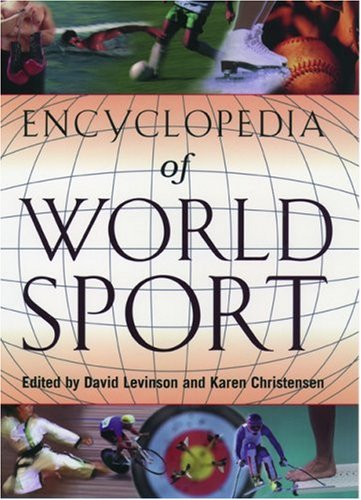 ENCYCLOPEDIA
of
WORLD
SPORT
Edited by David Levinson and Karen Christensen